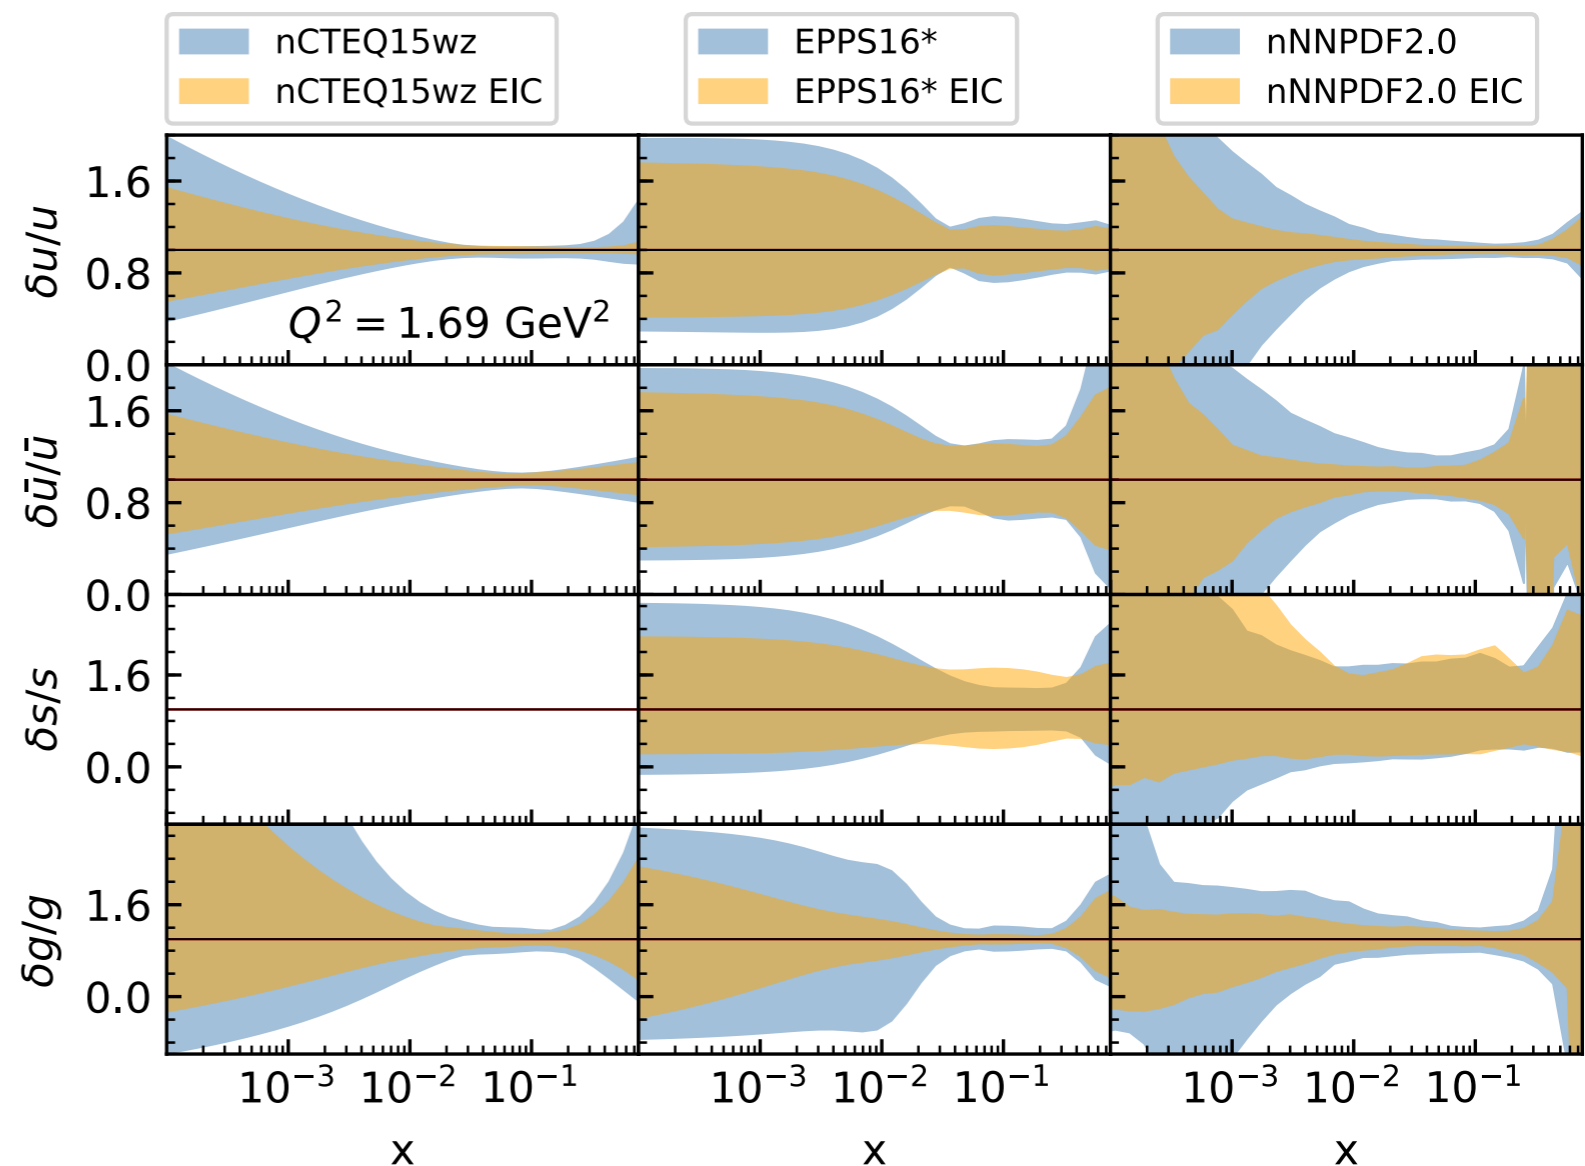 nCTEQ15wz
nCTEQ15wz EIC
EPPS16*
EPPS16* EIC
nNNPDF2.0
nNNPDF2.0 EIC
δu/u
1.6
0.8
0.0
Q² = 1.69 GeV²
δū/ū
1.6
0.8
0.0
δs/s
1.6
0.0
δg/g
1.6
0.0
10⁻³ 10⁻² 10⁻¹
10⁻³ 10⁻² 10⁻¹
10⁻³ 10⁻² 10⁻¹
x
x
x